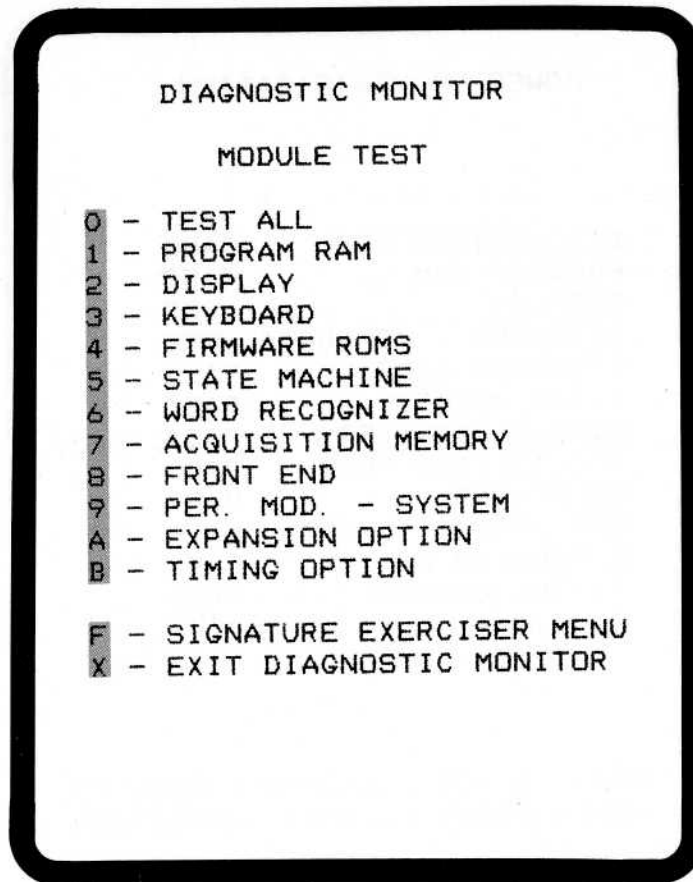 DIAGNOSTIC MONITOR
MODULE TEST
0 - TEST ALL
1 - PROGRAM RAM
2 - DISPLAY
3 - KEYBOARD
4 - FIRMWARE ROMS
5 - STATE MACHINE
6 - WORD RECOGNIZER
7 - ACQUISITION MEMORY
8 - FRONT END
9 - PER. MOD. - SYSTEM
A - EXPANSION OPTION
B - TIMING OPTION
F - SIGNATURE EXERCISER MENU
X - EXIT DIAGNOSTIC MONITOR